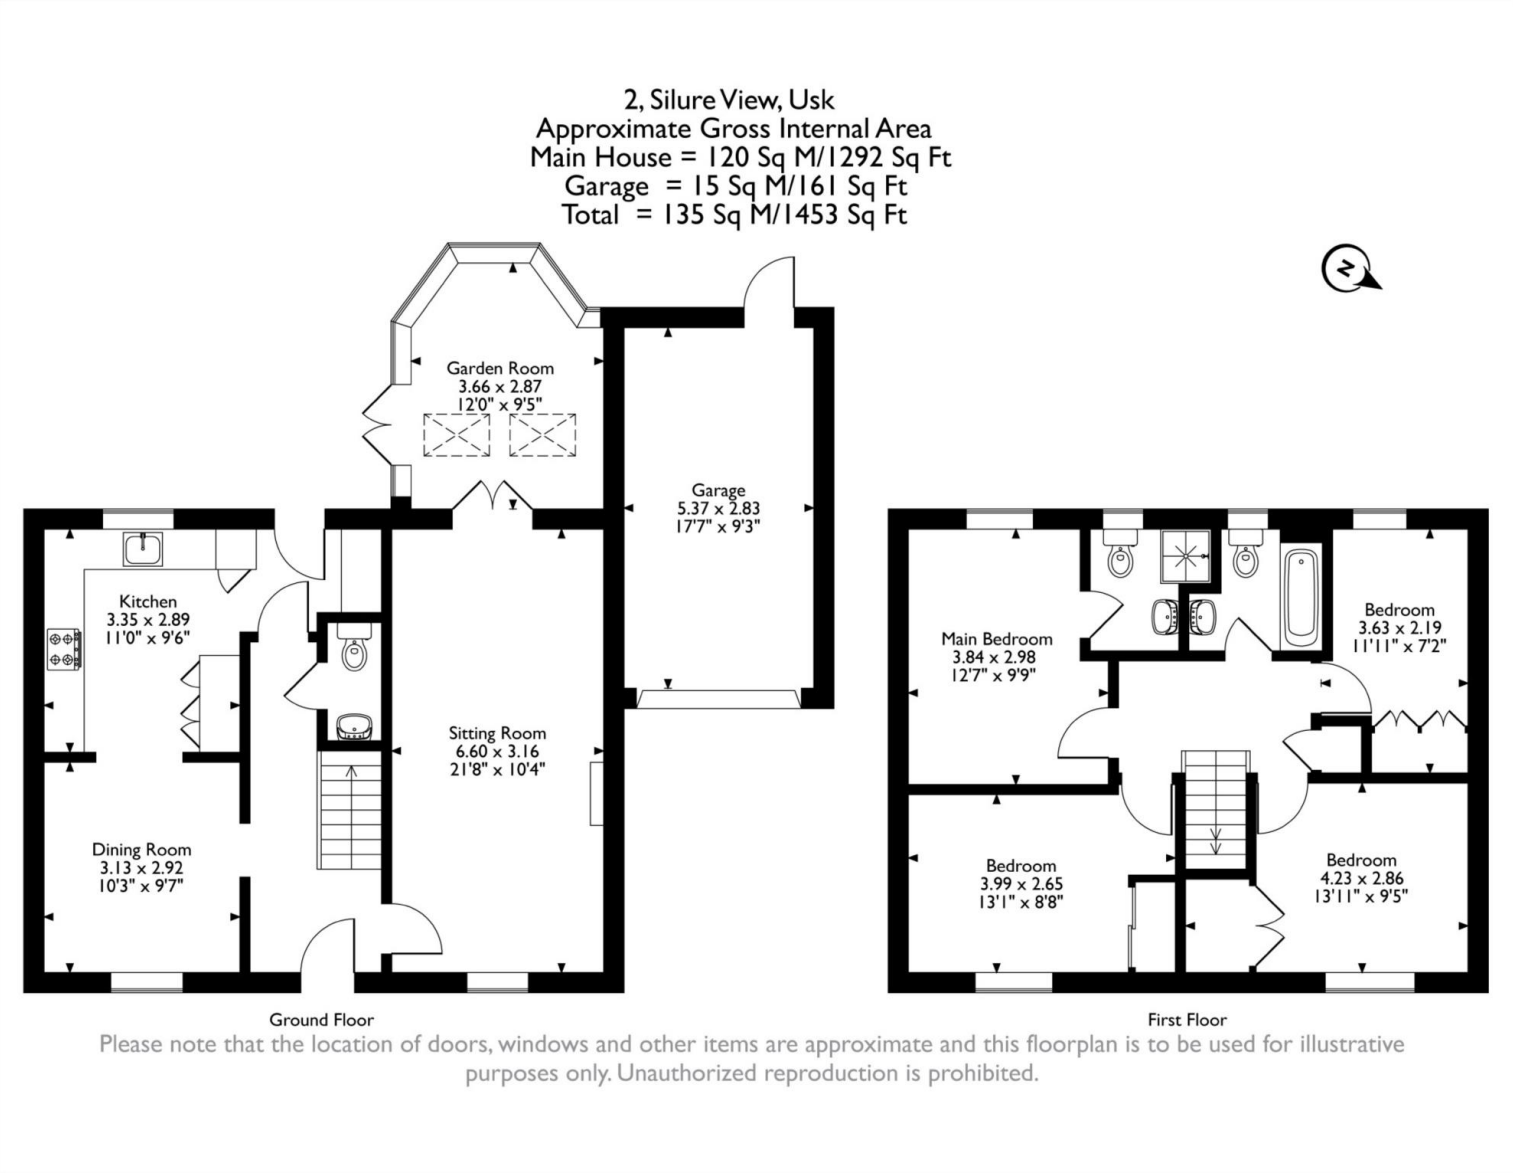 2, Silure View, Usk
Approximate Gross Internal Area
Main House = 120 Sq M/1292 Sq Ft
Garage = 15 Sq M/161 Sq Ft
Total = 135 Sq M/1453 Sq Ft
N
Garden Room
3.66 x 2.87
12'0" x 9'5"
Garage
5.37 x 2.83
17'7" x 9'3"
Kitchen
3.35 x 2.89
11'0" x 9'6"
Sitting Room
6.60 x 3.16
21'8" x 10'4"
Dining Room
3.13 x 2.92
10'3" x 9'7"
Ground Floor
Main Bedroom
3.84 x 2.98
12'7" x 9'9"
Bedroom
3.63 x 2.19
11'11" x 7'2"
Bedroom
3.99 x 2.65
13'1" x 8'8"
Bedroom
4.23 x 2.86
13'11" x 9'5"
First Floor
Please note that the location of doors, windows and other items are approximate and this floorplan is to be used for illustrative
purposes only. Unauthorized reproduction is prohibited.